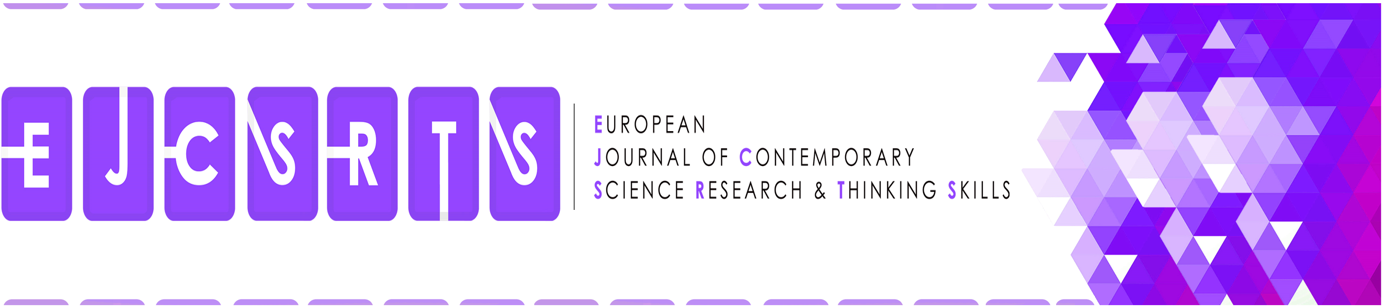 EJCSRTS
EUROPEAN
JOURNAL OF CONTEMPORARY
SCIENCE RESEARCH & THINKING SKILLS